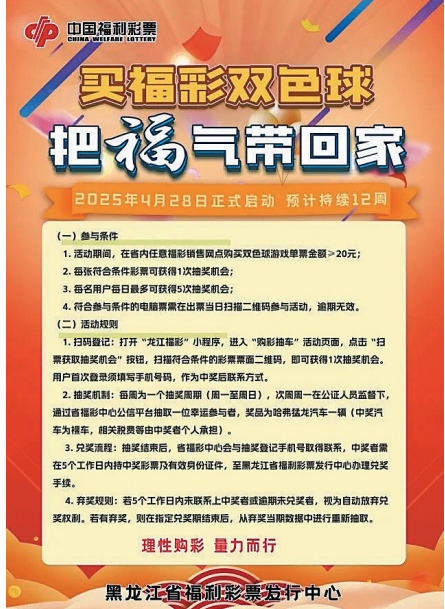 中国福利彩票
CHINA WELFARE LOTTERY
买福彩双色球
把福气带回家
2025年4月28日正式启动 预计持续12周
(一)参与条件
1. 活动期间，在省内任意福彩销售网点购买双色球游戏单票金额≥20元；
2. 每张符合条件彩票可获得1次抽奖机会；
3. 每名用户每日最多可获得5次抽奖机会；
4. 符合参与条件的电脑票需在出票当日扫描二维码参与活动，逾期无效。
(二)活动规则
1. 扫码登记：打开“龙江福彩”小程序，进入“购彩抽车”活动页面，点击“扫
票获取抽奖机会”按钮，扫描符合条件的彩票票面二维码，即可获得1次抽奖机会。
用户首次登录须填写手机号码，作为中奖后联系方式。
2. 抽奖机制：每周为一个抽奖周期（周一至周日），次周周一在公证人员监督下，
通过省福彩中心公信平台抽取一位幸运参与者，奖品为哈弗猛龙汽车一辆（中奖汽
车为裸车，相关税费等由中奖者个人承担）。
3. 兑奖流程：抽奖结束后，省福彩中心会与抽奖登记手机号取得联系，中奖者需
在5个工作日内持中奖彩票及有效身份证件，至黑龙江省福利彩票发行中心办理兑奖
手续。
4. 弃奖规则：若5个工作日内未联系上中奖者或逾期未兑奖者，视为自动放弃兑
奖权利。若有弃奖，则在指定兑奖期结束后，从弃奖当期数据中进行重新抽取。
理性购彩 量力而行
黑龙江省福利彩票发行中心